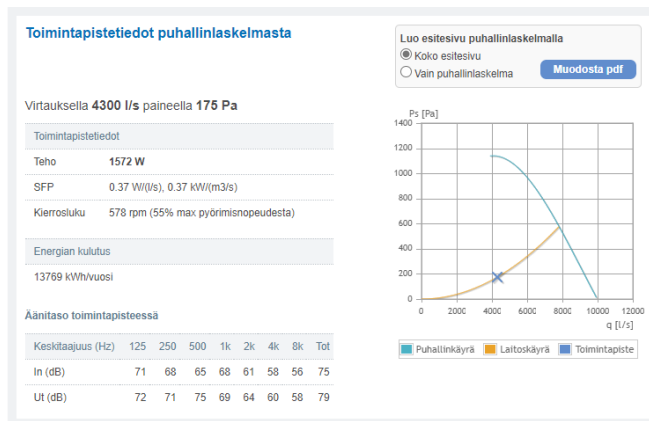 Toimintapistetiedot puhallinlaskelmasta
Luo esitesivu puhallinlaskelmalla
Koko esitesivu
Vain puhallinlaskelma
Muodosta pdf
Virtauksella 4300 l/s paineella 175 Pa
Toimintapistetiedot
Teho 1572 W
SFP 0.37 W/(l/s), 0.37 kW/(m3/s)
Kierrosluku 578 rpm (55% max pyörimisnopeudesta)
Energian kulutus
13769 kWh/vuosi
Äänitaso toimintapisteessä
Keskitaajuus (Hz) 125 250 500 1k 2k 4k 8k Tot
In (dB) 71 68 65 68 61 58 56 75
Ut (dB) 72 71 75 69 64 60 58 79
Ps [Pa]
1400
1200
1000
800
600
400
200
0
0 2000 4000 6000 8000 10000 12000
q [l/s]
Puhallinkäyrä Laitoskäyrä Toimintapiste